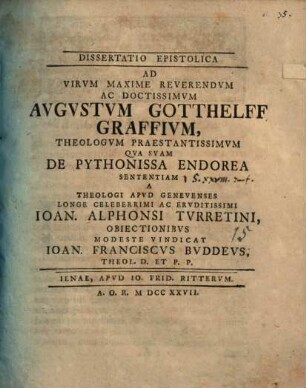 DISSERTATIO EPISTOLICA
AD
VIRVM MAXIME REVERENDVM
AC DOCTISSIMVM
AVGVSTVM GOTTHELFF
GRAFFIVM,
THEOLOGVM PRAESTANTISSIMVM
QVA SVAM
DE PYTHONISSA ENDOREA
SENTENTIAM
A
THEOLOGI APVD GENEVENSES
LONGE CELEBERRIMI AC ERVDITISSIMI
IOAN. ALPHONSI TVRRETINI,
OBIECTIONIBVS
MODESTE VINDICAT
IOAN. FRANCISCVS BVDDEVS,
THEOL. D. ET P. P.
IENAE, APVD IO. FRID. RITTERVM.
A. O. R. M DCC XXVII.